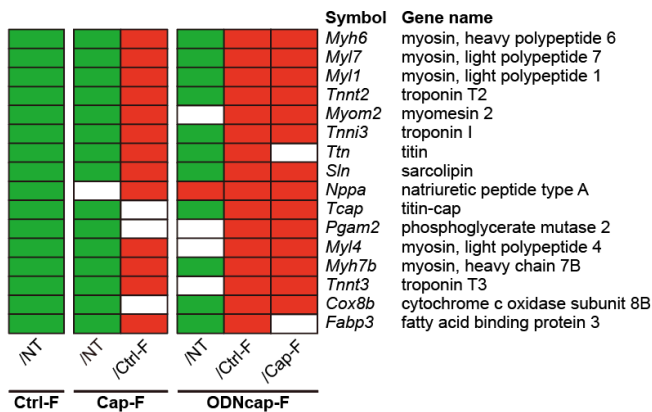 Symbol Gene name
Myh6 myosin, heavy polypeptide 6
Myl7 myosin, light polypeptide 7
Myl1 myosin, light polypeptide 1
Tnnt2 troponin T2
Myom2 myomesin 2
Tnni3 troponin I
Ttn titin
Sln sarcolipin
Nppa natriuretic peptide type A
Tcap titin-cap
Pgam2 phosphoglycerate mutase 2
Myl4 myosin, light polypeptide 4
Myh7b myosin, heavy chain 7B
Tnnt3 troponin T3
Cox8b cytochrome c oxidase subunit 8B
Fabp3 fatty acid binding protein 3
/NT /NT /Ctrl-F /NT /Ctrl-F /Cap-F
Ctrl-F Cap-F ODNcap-F